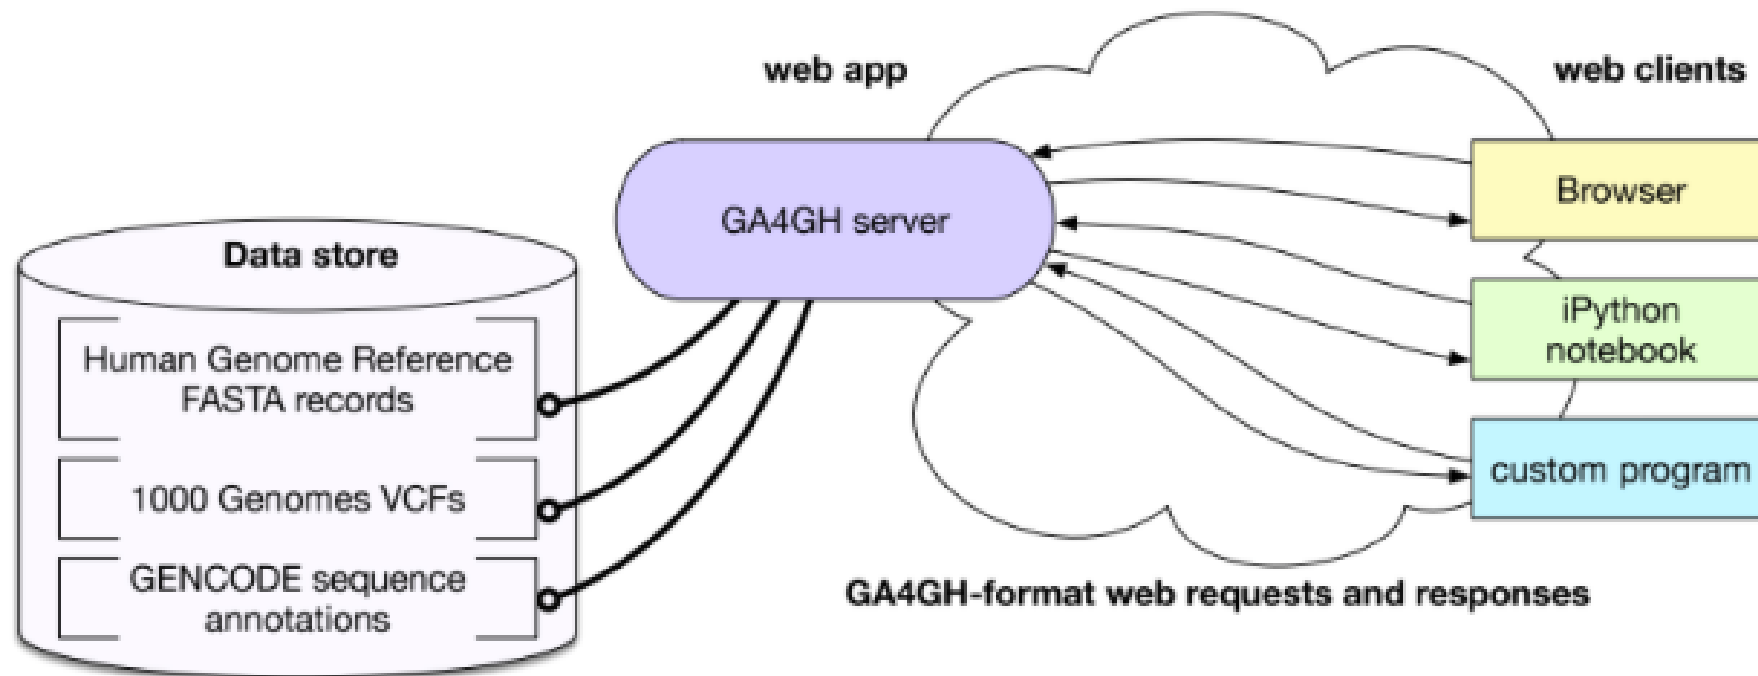 web app
web clients
Browser
GA4GH server
Data store
iPython
notebook
Human Genome Reference
FASTA records
custom program
1000 Genomes VCFs
GENCODE sequence
annotations
GA4GH-format web requests and responses